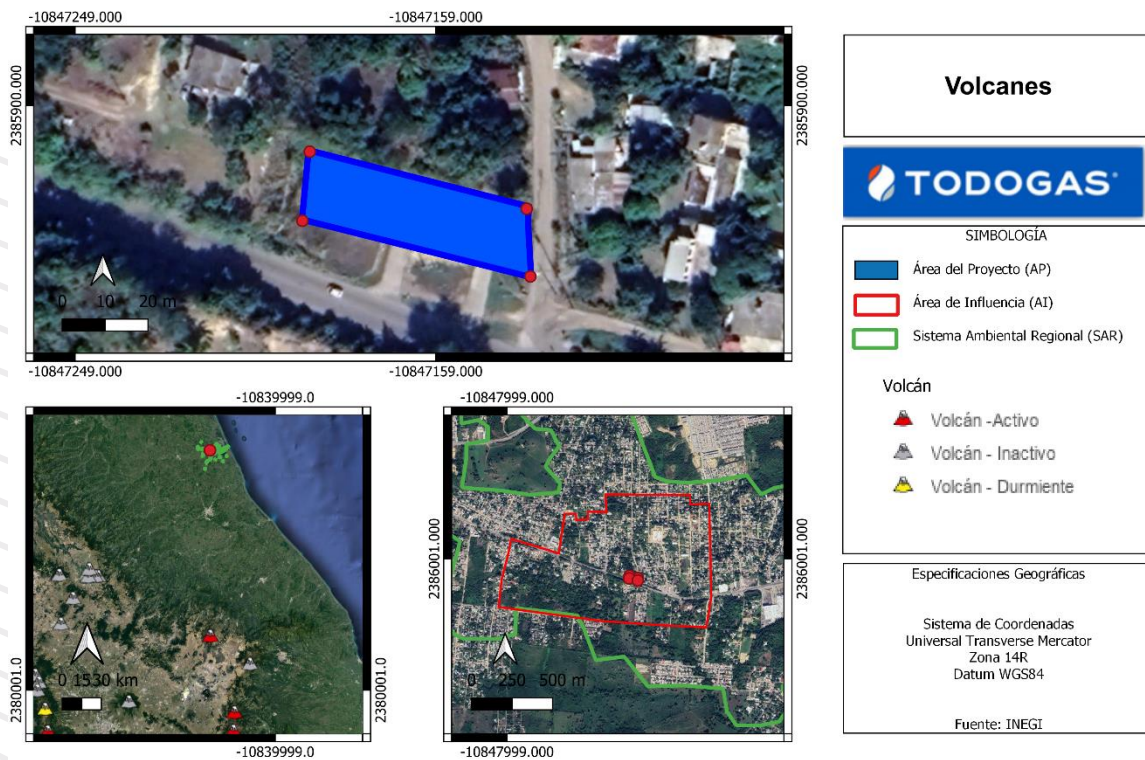 -10847249.000
-10847159.000
2385900.000
2385900.000
0 10 20 m
-10847249.000
-10847159.000
Volcanes
TODOGAS
SIMBOLOGÍA
Área del Proyecto (AP)
Área de Influencia (AI)
Sistema Ambiental Regional (SAR)
Volcán
Volcán -Activo
Volcán - Inactivo
Volcán - Durmiente
-10839999.0
2380001.0
2380001.0
0 1530 km
-10839999.0
-10847999.000
2386001.000
2386001.000
0 250 500 m
-10847999.000
Especificaciones Geográficas
Sistema de Coordenadas
Universal Transverse Mercator
Zona 14R
Datum WGS84
Fuente: INEGI